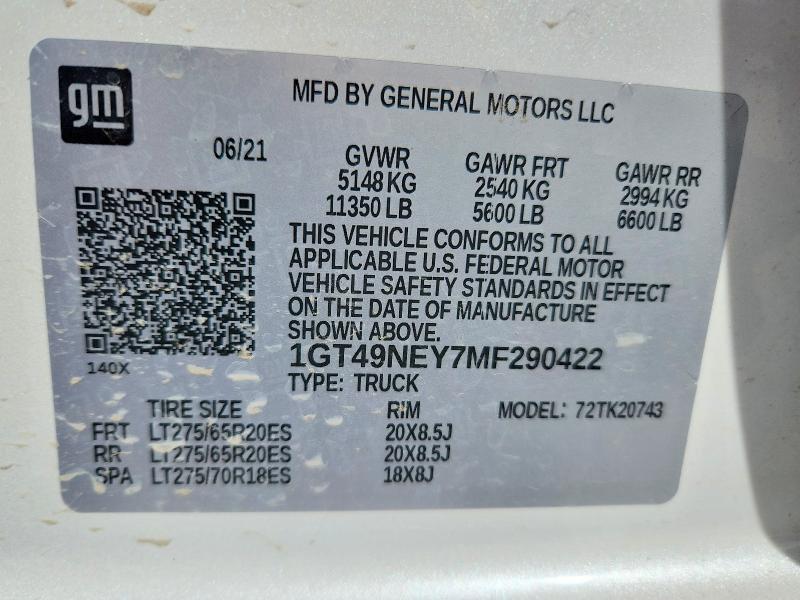 gm
MFD BY GENERAL MOTORS LLC
06/21
GVWR GAWR FRT GAWR RR
5148 KG 2540 KG 2994 KG
11350 LB 5600 LB 6600 LB
THIS VEHICLE CONFORMS TO ALL
APPLICABLE U.S. FEDERAL MOTOR
VEHICLE SAFETY STANDARDS IN EFFECT
ON THE DATE OF MANUFACTURE
SHOWN ABOVE.
140X
1GT49NEY7MF290422
TYPE: TRUCK
TIRE SIZE RIM MODEL: 72TK20743
FRT LT275/65R20ES 20X8.5J
RR LT275/65R20ES 20X8.5J
SPA LT275/70R18ES 18X8J